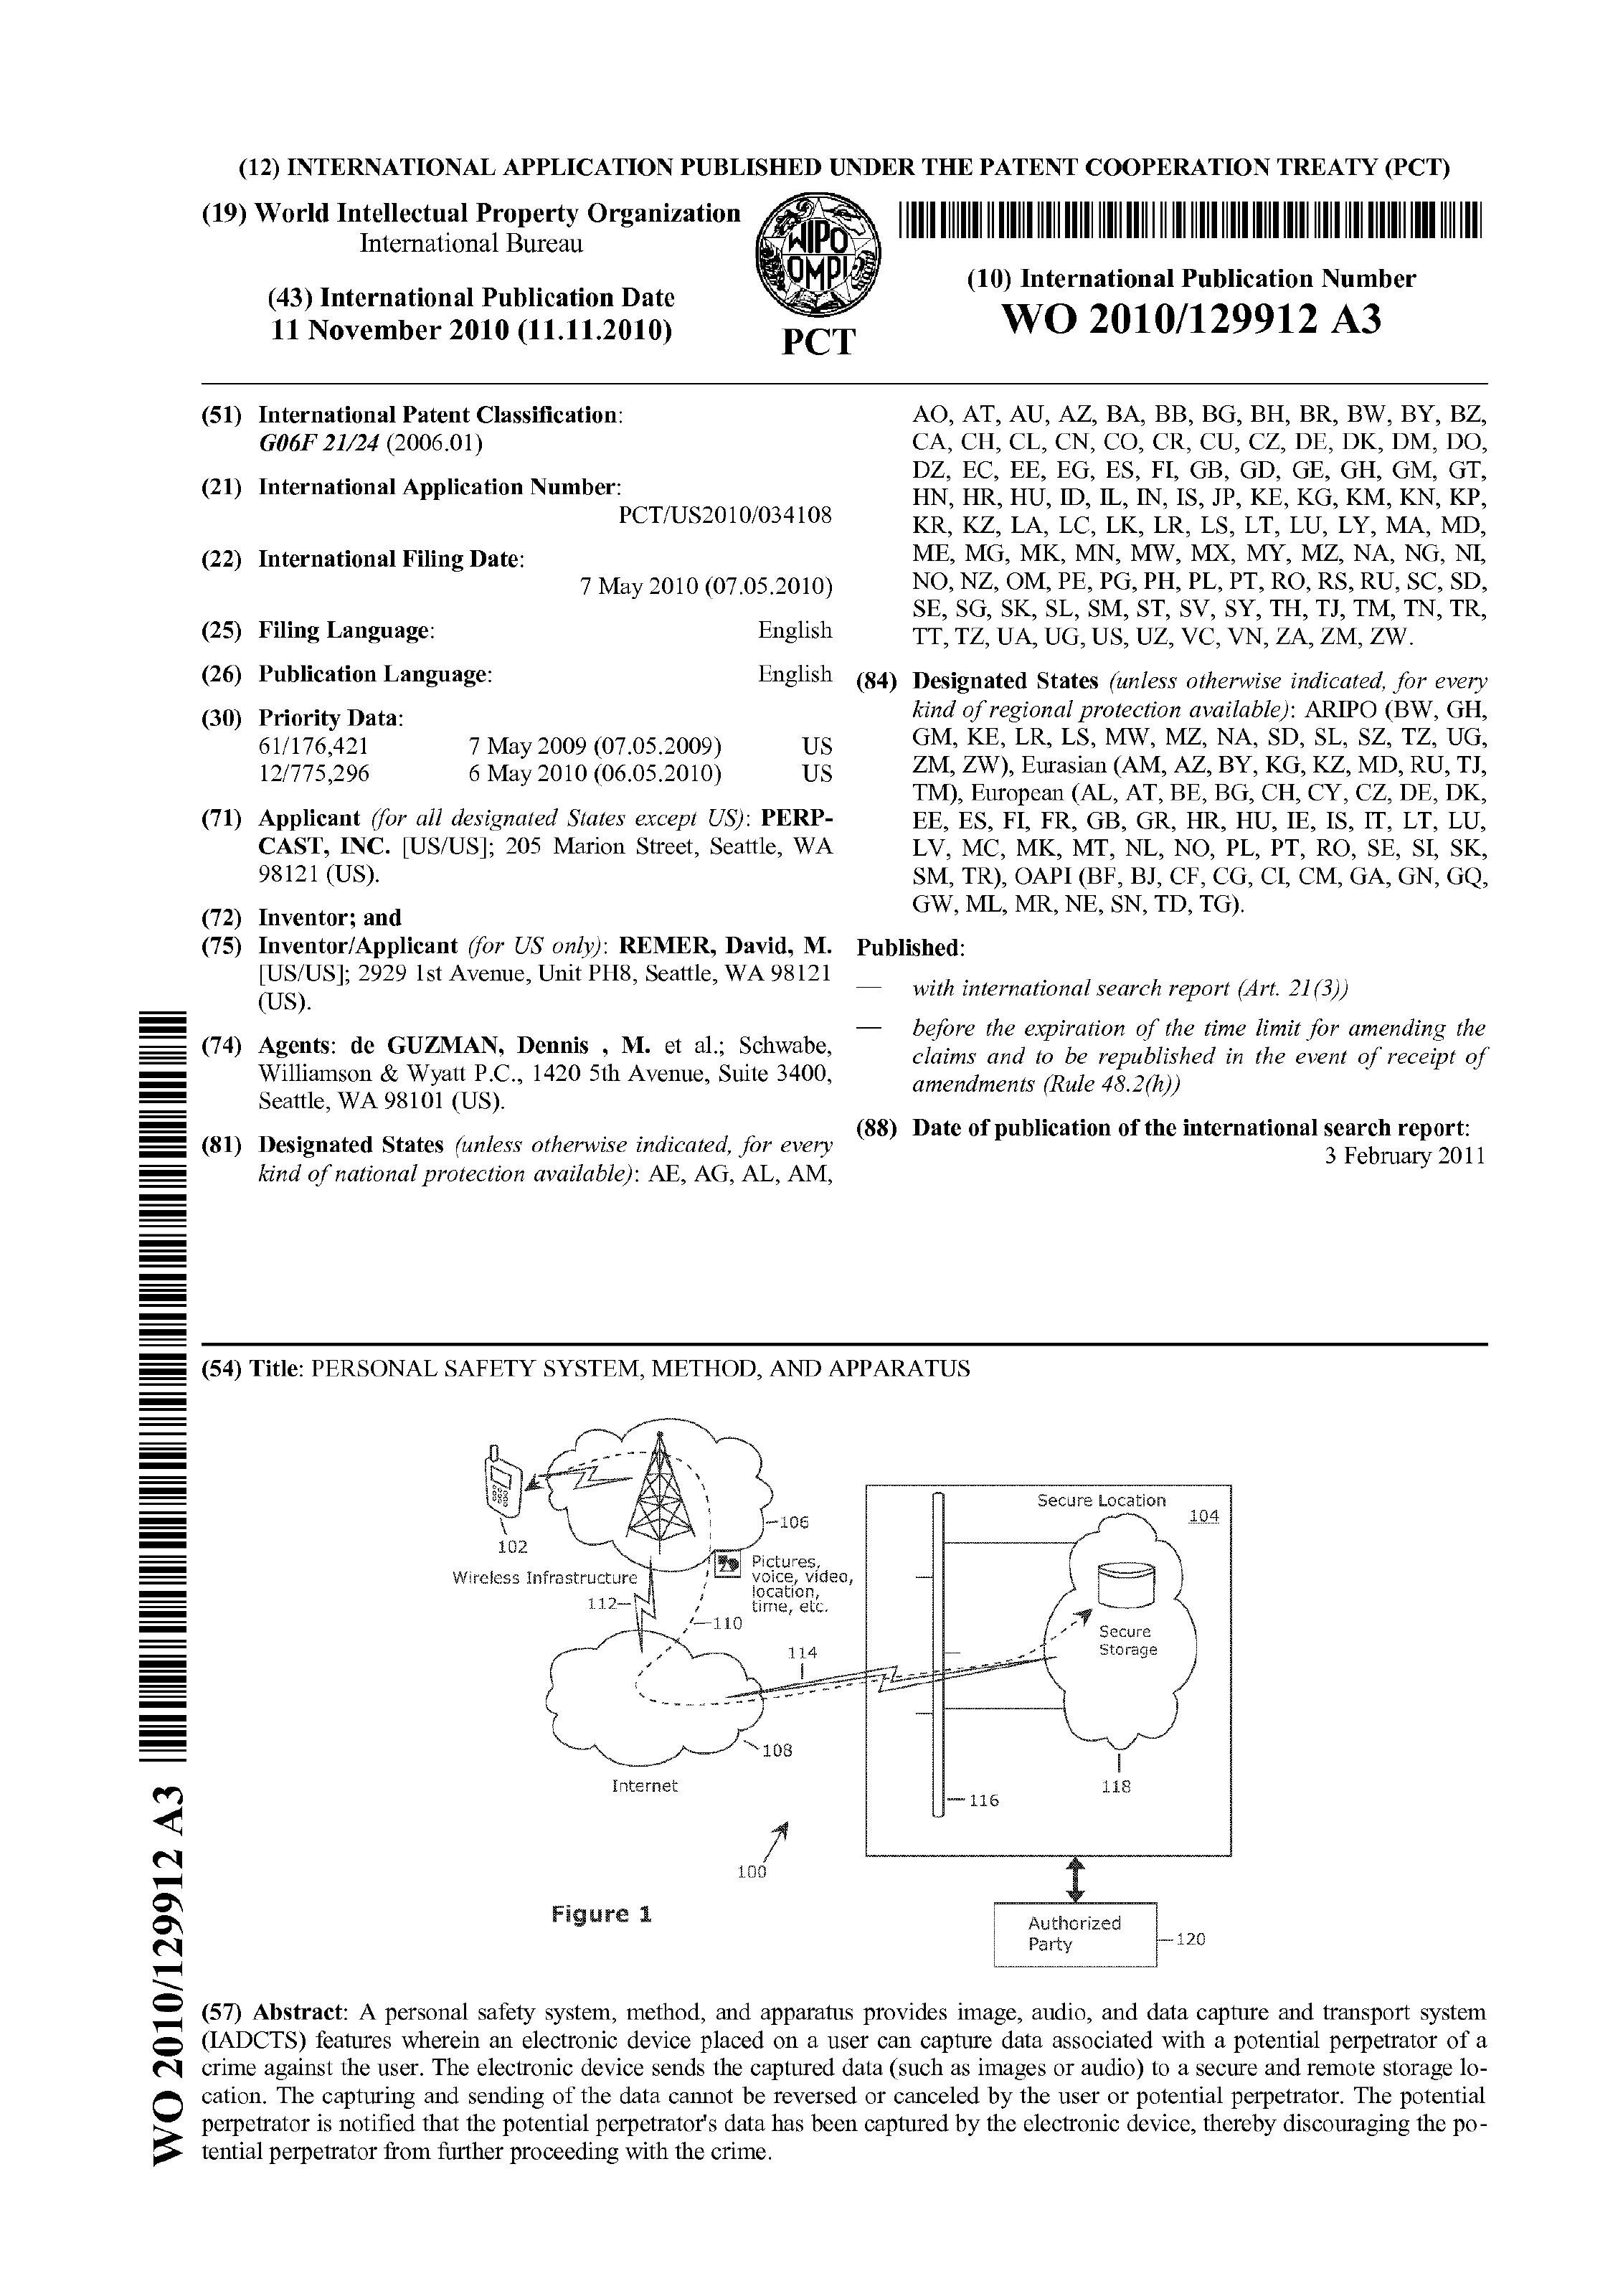 (12) INTERNATIONAL APPLICATION PUBLISHED UNDER THE PATENT COOPERATION TREATY (PCT)
(19) World Intellectual Property Organization
International Bureau
(43) International Publication Date
11 November 2010 (11.11.2010)
WIPO
OMPI
PCT
(10) International Publication Number
WO 2010/129912 A3
(51) International Patent Classification:
G06F 21/24 (2006.01)
(21) International Application Number:
PCT/US2010/034108
(22) International Filing Date:
7 May 2010 (07.05.2010)
(25) Filing Language: English
(26) Publication Language: English
(30) Priority Data:
61/176,421 7 May 2009 (07.05.2009) US
12/775,296 6 May 2010 (06.05.2010) US
(71) Applicant (for all designated States except US): PERP-
CAST, INC. [US/US]; 205 Marion Street, Seattle, WA
98121 (US).
(72) Inventor; and
(75) Inventor/Applicant (for US only): REMER, David, M.
[US/US]; 2929 1st Avenue, Unit PH8, Seattle, WA 98121
(US).
(74) Agents: de GUZMAN, Dennis , M. et al.; Schwabe,
Williamson & Wyatt P.C., 1420 5th Avenue, Suite 3400,
Seattle, WA 98101 (US).
(81) Designated States (unless otherwise indicated, for every
kind of national protection available): AE, AG, AL, AM,
AO, AT, AU, AZ, BA, BB, BG, BH, BR, BW, BY, BZ,
CA, CH, CL, CN, CO, CR, CU, CZ, DE, DK, DM, DO,
DZ, EC, EE, EG, ES, FI, GB, GD, GE, GH, GM, GT,
HN, HR, HU, ID, IL, IN, IS, JP, KE, KG, KM, KN, KP,
KR, KZ, LA, LC, LK, LR, LS, LT, LU, LY, MA, MD,
ME, MG, MK, MN, MW, MX, MY, MZ, NA, NG, NI,
NO, NZ, OM, PE, PG, PH, PL, PT, RO, RS, RU, SC, SD,
SE, SG, SK, SL, SM, ST, SV, SY, TH, TJ, TM, TN, TR,
TT, TZ, UA, UG, US, UZ, VC, VN, ZA, ZM, ZW.
(84) Designated States (unless otherwise indicated, for every
kind of regional protection available): ARIPO (BW, GH,
GM, KE, LR, LS, MW, MZ, NA, SD, SL, SZ, TZ, UG,
ZM, ZW), Eurasian (AM, AZ, BY, KG, KZ, MD, RU, TJ,
TM), European (AL, AT, BE, BG, CH, CY, CZ, DE, DK,
EE, ES, FI, FR, GB, GR, HR, HU, IE, IS, IT, LT, LU,
LV, MC, MK, MT, NL, NO, PL, PT, RO, SE, SI, SK,
SM, TR), OAPI (BF, BJ, CF, CG, CI, CM, GA, GN, GQ,
GW, ML, MR, NE, SN, TD, TG).
Published:
— with international search report (Art. 21(3))
— before the expiration of the time limit for amending the
claims and to be republished in the event of receipt of
amendments (Rule 48.2(h))
(88) Date of publication of the international search report:
3 February 2011
(54) Title: PERSONAL SAFETY SYSTEM, METHOD, AND APPARATUS
102
106
Wireless Infrastructure
112
Pictures,
voice, video,
location,
time, etc.
110
114
108
Internet
Secure Location
104
Secure
Storage
116
118
100
Figure 1
Authorized
Party
120
(57) Abstract: A personal safety system, method, and apparatus provides image, audio, and data capture and transport system
(IADCTS) features wherein an electronic device placed on a user can capture data associated with a potential perpetrator of a
crime against the user. The electronic device sends the captured data (such as images or audio) to a secure and remote storage lo-
cation. The capturing and sending of the data cannot be reversed or canceled by the user or potential perpetrator. The potential
perpetrator is notified that the potential perpetrator's data has been captured by the electronic device, thereby discouraging the po-
tential perpetrator from further proceeding with the crime.
WO 2010/129912 A3